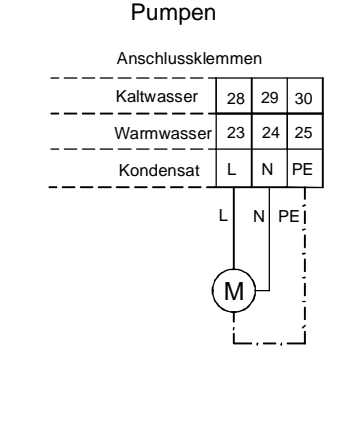 Pumpen
Anschlussklemmen
Kaltwasser 28 29 30
Warmwasser 23 24 25
Kondensat L N PE
L N PE
M